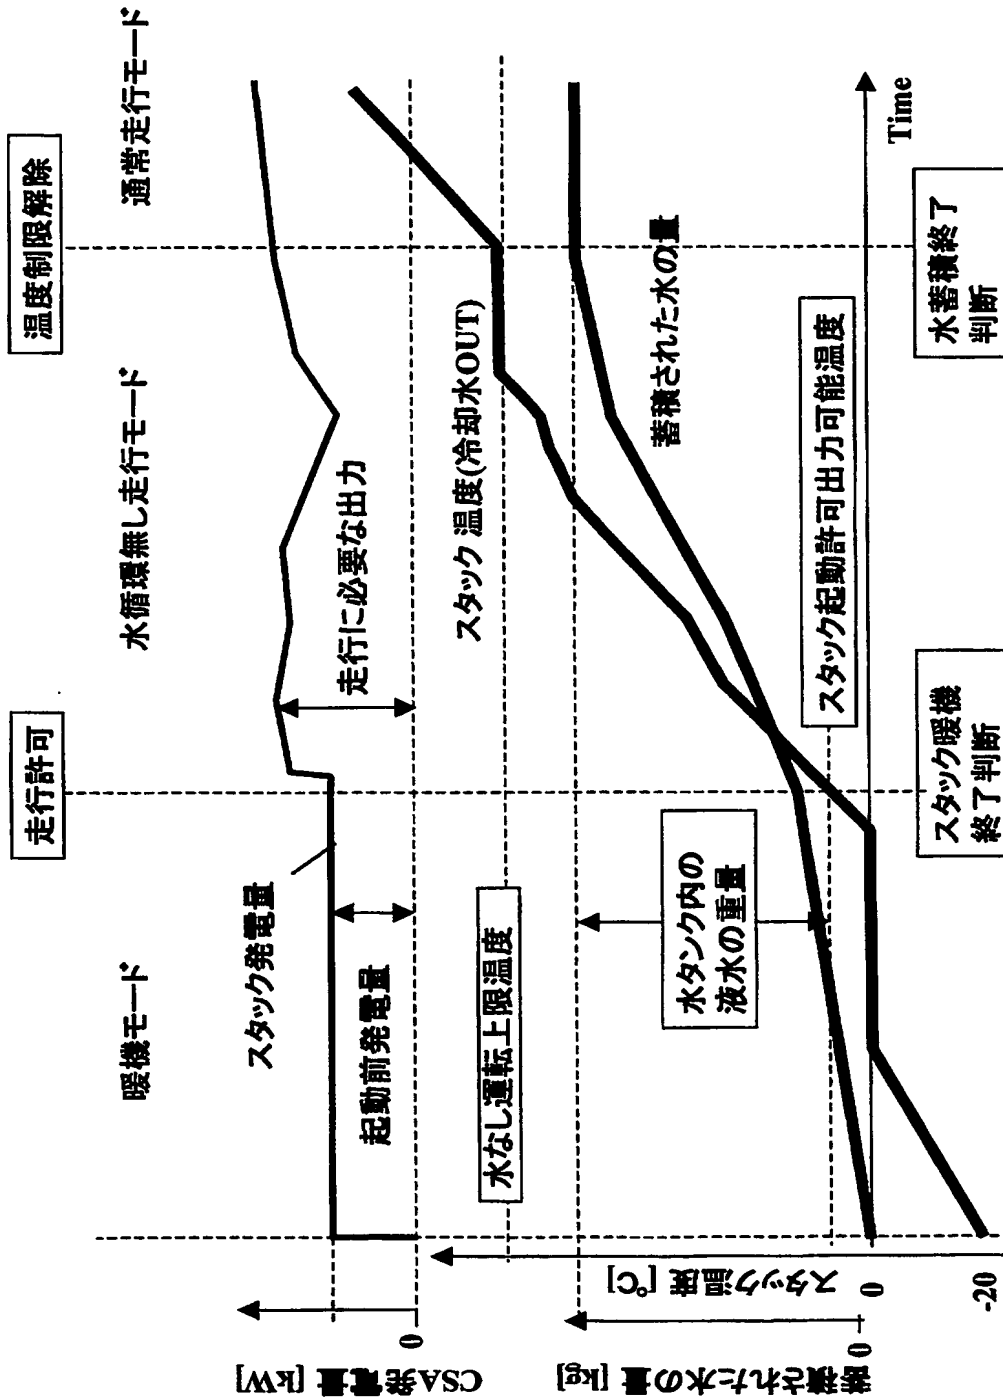 走行許可
温度制限解除
暖機モード
水循環無し走行モード
通常走行モード
スタック発電量
起動前発電量
走行に必要な出力
CSA発電量 [kW]
0
水なし運転上限温度
スタック温度(冷却水OUT)
水タンク内の
液水の重量
蓄積された水の量
スタック起動許可出力可能温度
スタック温度 [℃]
0
-20
蓄積された水の量 [kg]
0
Time
スタック暖機
終了判断
水蓄積終了
判断